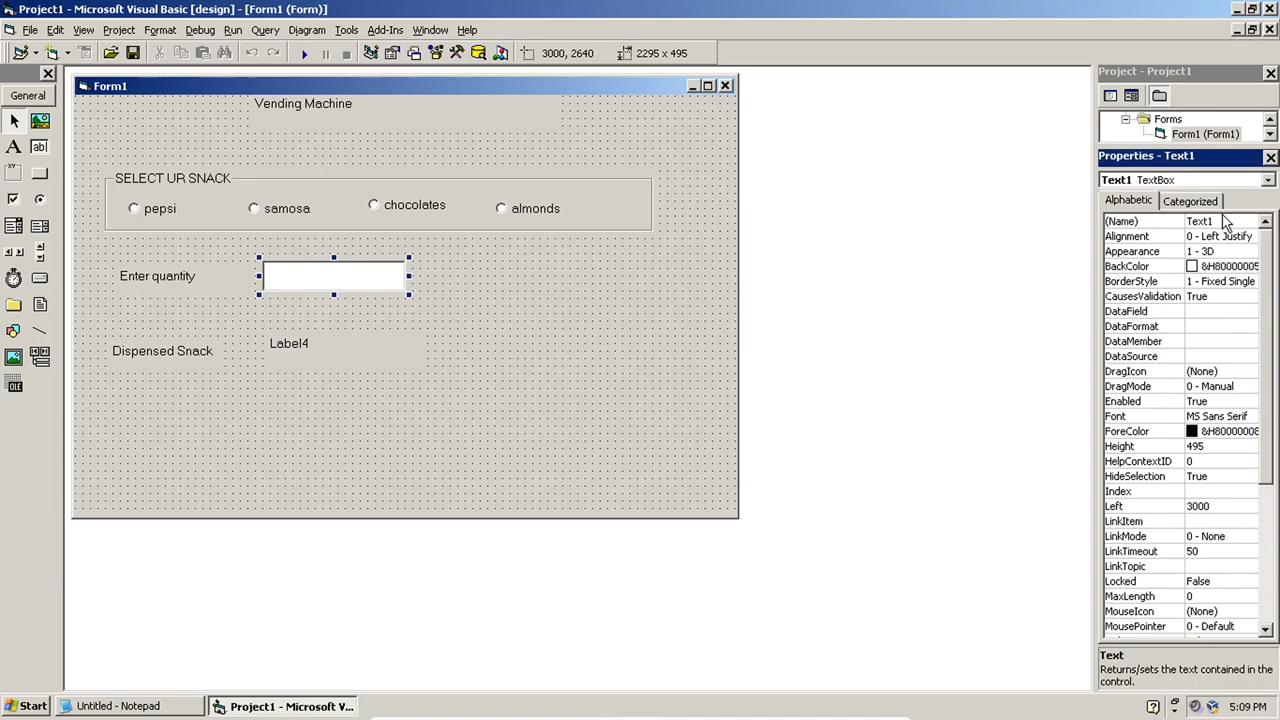 Project1 - Microsoft Visual Basic [design] - [Form1 (Form)]
File Edit View Project Format Debug Run Query Diagram Tools Add-Ins Window Help
3000, 2640 2295 x 495
General
Form1
Vending Machine
SELECT UR SNACK
pepsi samosa chocolates almonds
Enter quantity
Dispensed Snack Label4
A abl
XY
OLE
Project - Project1
Forms
Form1 (Form1)
Properties - Text1
Text1 TextBox
Alphabetic Categorized
(Name) Text1
Alignment 0 - Left Justify
Appearance 1 - 3D
BackColor &H80000005
BorderStyle 1 - Fixed Single
CausesValidation True
DataField
DataFormat
DataMember
DataSource
DragIcon (None)
DragMode 0 - Manual
Enabled True
Font MS Sans Serif
ForeColor &H80000008
Height 495
HelpContextID 0
HideSelection True
Index
Left 3000
LinkItem
LinkMode 0 - None
LinkTimeout 50
LinkTopic
Locked False
MaxLength 0
MouseIcon (None)
MousePointer 0 - Default
Text
Returns/sets the text contained in the
control.
Start Untitled - Notepad Project1 - Microsoft V... 5:09 PM